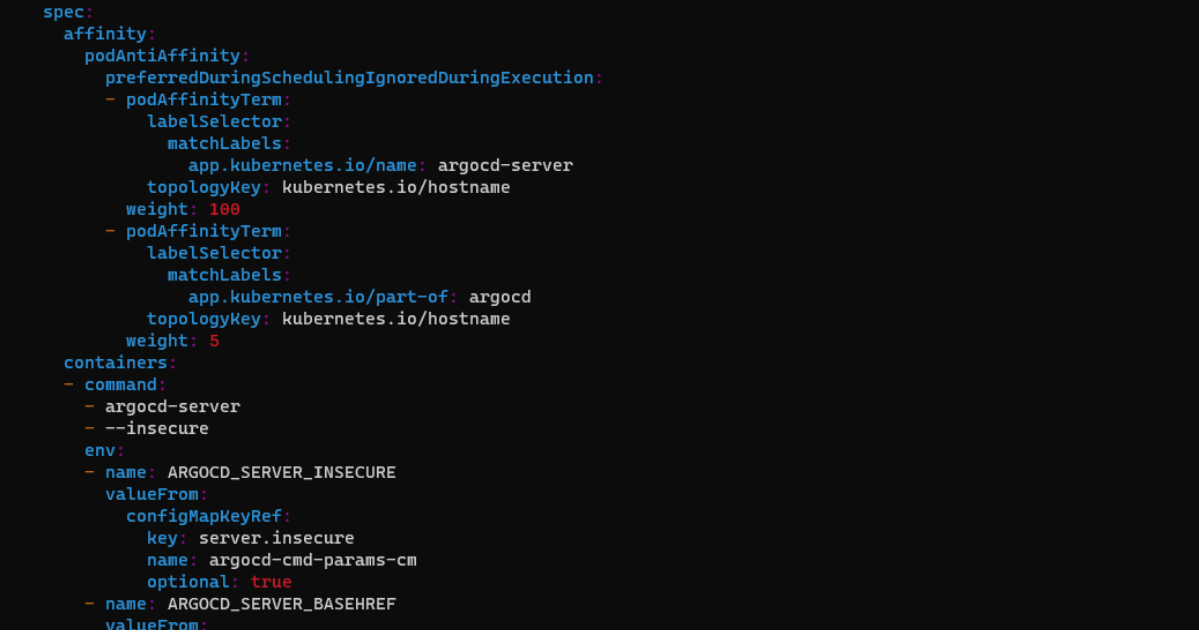 spec:
  affinity:
    podAntiAffinity:
      preferredDuringSchedulingIgnoredDuringExecution:
      - podAffinityTerm:
          labelSelector:
            matchLabels:
              app.kubernetes.io/name: argocd-server
          topologyKey: kubernetes.io/hostname
        weight: 100
      - podAffinityTerm:
          labelSelector:
            matchLabels:
              app.kubernetes.io/part-of: argocd
          topologyKey: kubernetes.io/hostname
        weight: 5
  containers:
  - command:
    - argocd-server
    - --insecure
    env:
    - name: ARGOCD_SERVER_INSECURE
      valueFrom:
        configMapKeyRef:
          key: server.insecure
          name: argocd-cmd-params-cm
          optional: true
    - name: ARGOCD_SERVER_BASEHREF
      valueFrom: